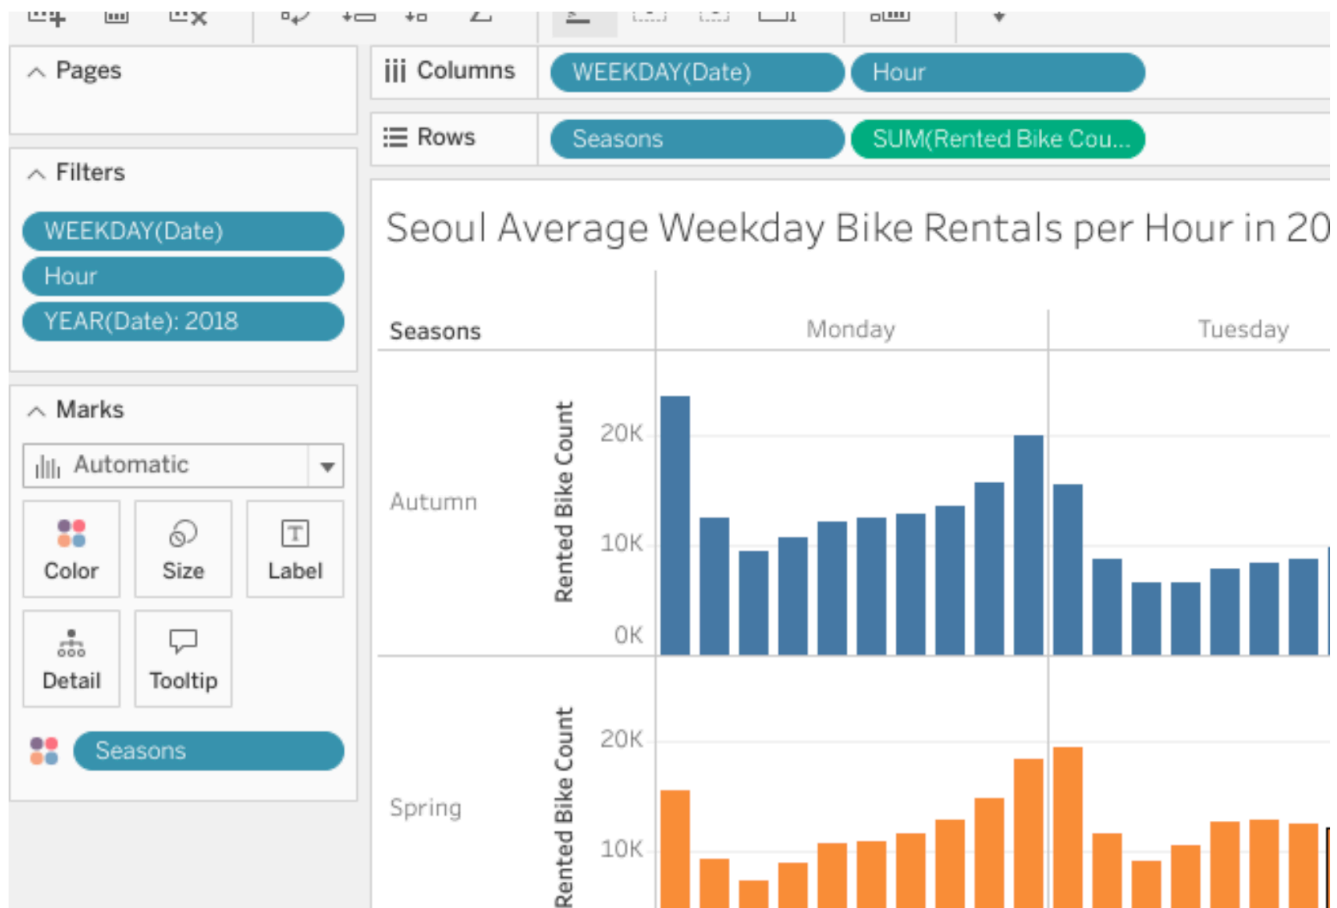 Pages
Columns
WEEKDAY(Date)
Hour
Rows
Seasons
SUM(Rented Bike Cou...
Filters
WEEKDAY(Date)
Hour
YEAR(Date): 2018
Marks
Automatic
Color
Size
Label
Detail
Tooltip
Seasons
Seoul Average Weekday Bike Rentals per Hour in 20
Seasons
Monday
Tuesday
Autumn
Rented Bike Count
20K
10K
0K
Spring
Rented Bike Count
20K
10K